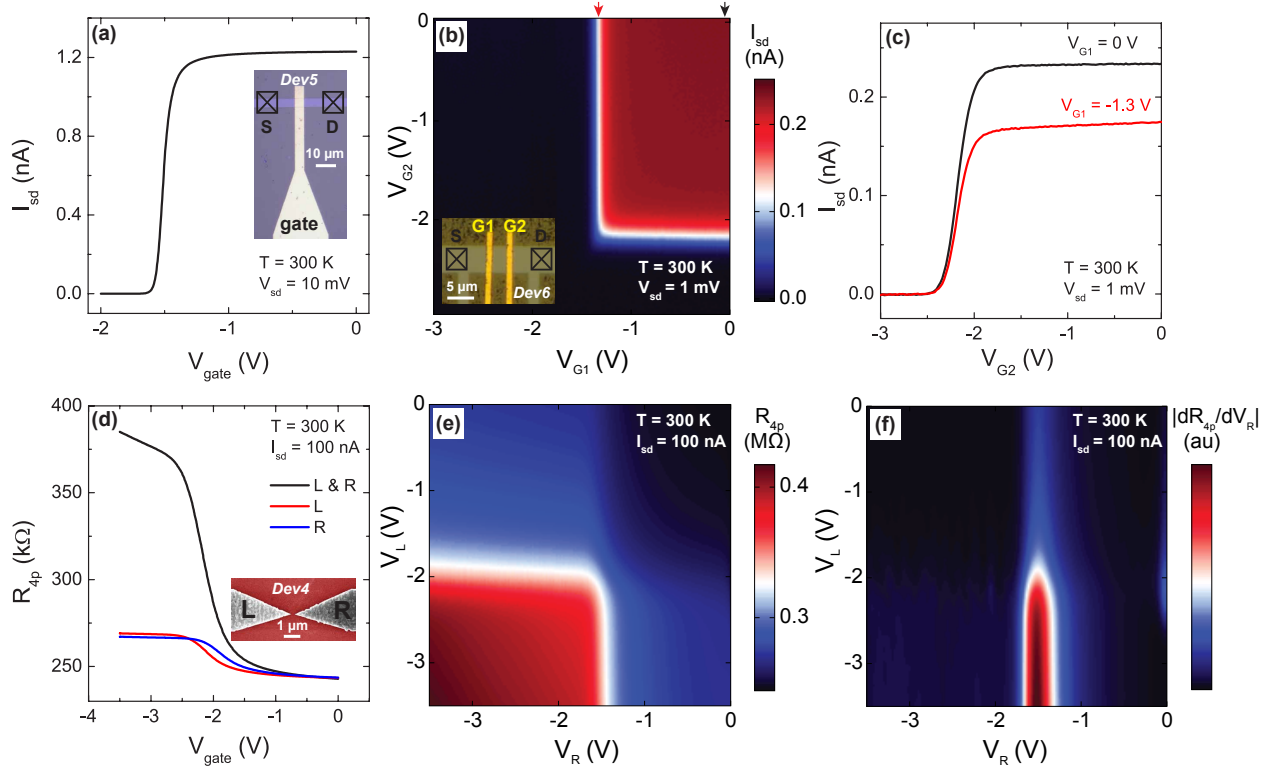 (a)
1.2
0.8
0.4
0.0
I_sd (nA)
Dev5
S
D
10 μm
gate
T = 300 K
V_sd = 10 mV
-2
-1
0
V_gate (V)
(b)
0
-1
-2
-3
V_G2 (V)
G1 G2
S
D
5 μm
Dev6
T = 300 K
V_sd = 1 mV
-3
-2
-1
0
V_G1 (V)
I_sd
(nA)
0.2
0.1
0.0
(c)
0.2
0.1
0.0
I_sd (nA)
V_G1 = 0 V
V_G1 = -1.3 V
T = 300 K
V_sd = 1 mV
-3
-2
-1
0
V_G2 (V)
(d)
400
350
300
250
R_4p (kΩ)
T = 300 K
I_sd = 100 nA
L & R
L
R
Dev4
L
R
1 μm
-4
-3
-2
-1
0
V_gate (V)
(e)
0
-1
-2
-3
V_L (V)
T = 300 K
I_sd = 100 nA
-3
-2
-1
0
V_R (V)
R_4p
(MΩ)
0.4
0.3
(f)
0
-1
-2
-3
V_L (V)
T = 300 K
I_sd = 100 nA
-3
-2
-1
0
V_R (V)
|dR_4p/dV_R|
(au)